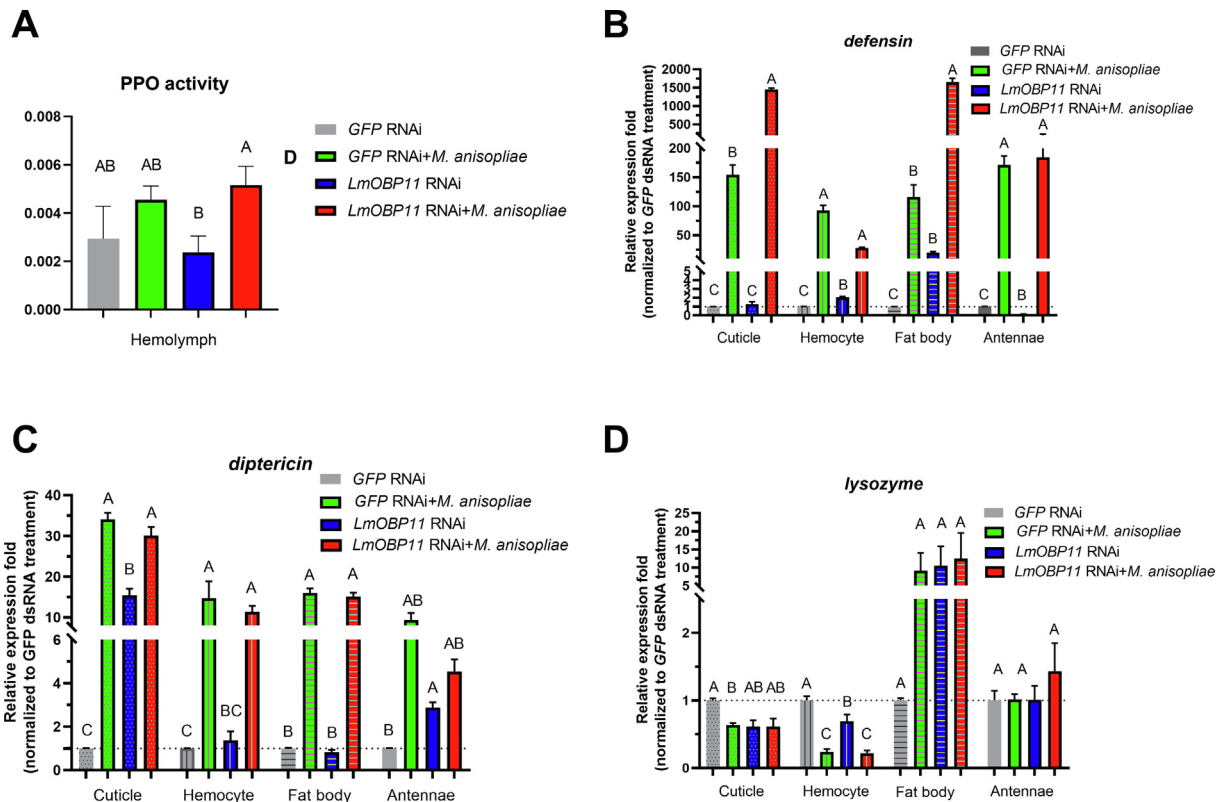 A
PPO activity
0.008
0.006
0.004
0.002
0.000
AB
AB
B
A
Hemolymph
GFP RNAi
D
GFP RNAi+M. anisopliae
LmOBP11 RNAi
LmOBP11 RNAi+M. anisopliae
B
defensin
GFP RNAi
GFP RNAi+M. anisopliae
LmOBP11 RNAi
LmOBP11 RNAi+M. anisopliae
Relative expression fold
(normalized to GFP dsRNA treatment)
2000
1500
1000
500
200
150
100
50
5
4
3
2
1
0
C
B
C
A
C
A
B
A
C
B
B
A
C
A
B
A
Cuticle
Hemocyte
Fat body
Antennae
C
diptericin
GFP RNAi
GFP RNAi+M. anisopliae
LmOBP11 RNAi
LmOBP11 RNAi+M. anisopliae
Relative expression fold
(normalized to GFP dsRNA treatment)
40
30
20
10
6
4
2
1
0
C
A
B
A
C
A
BC
A
B
A
B
A
B
AB
A
AB
Cuticle
Hemocyte
Fat body
Antennae
D
lysozyme
GFP RNAi
GFP RNAi+M. anisopliae
LmOBP11 RNAi
LmOBP11 RNAi+M. anisopliae
Relative expression fold
(normalized to GFP dsRNA treatment)
25
20
15
10
5
2
1
0
A
B
AB
AB
A
C
B
C
A
A
A
A
A
A
A
A
Cuticle
Hemocyte
Fat body
Antennae